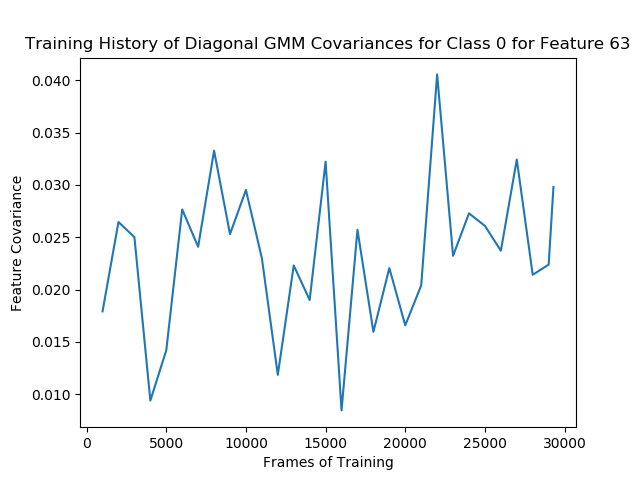 Training History of Diagonal GMM Covariances for Class 0 for Feature 63
0.040
0.035
0.030
0.025
0.020
0.015
0.010
Feature Covariance
0 5000 10000 15000 20000 25000 30000
Frames of Training